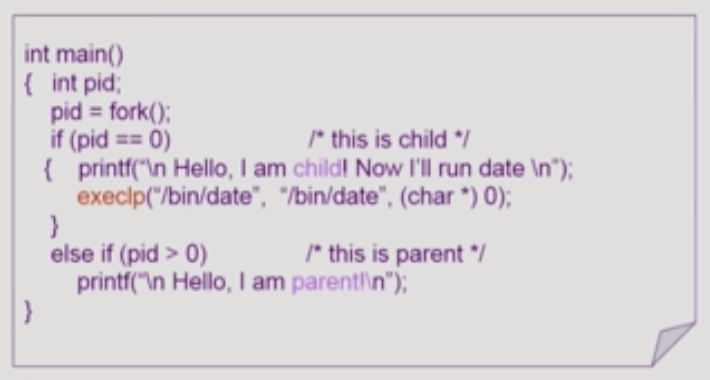 int main()
{ int pid;
pid = fork();
if (pid == 0) /* this is child */
{ printf("\n Hello, I am child! Now I'll run date \n");
execlp("/bin/date", "/bin/date", (char *) 0);
}
else if (pid > 0) /* this is parent */
printf("\n Hello, I am parent!\n");
}